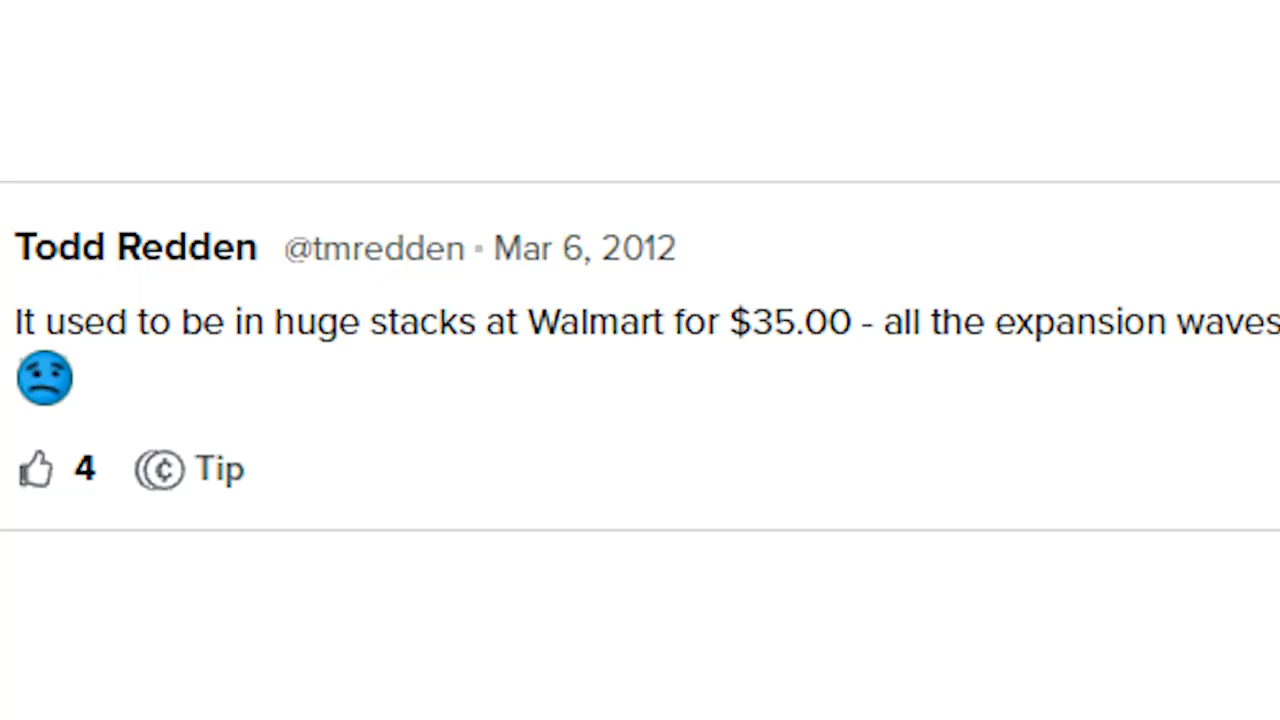 Todd Redden @tmredden • Mar 6, 2012
It used to be in huge stacks at Walmart for $35.00 - all the expansion waves
4 Tip